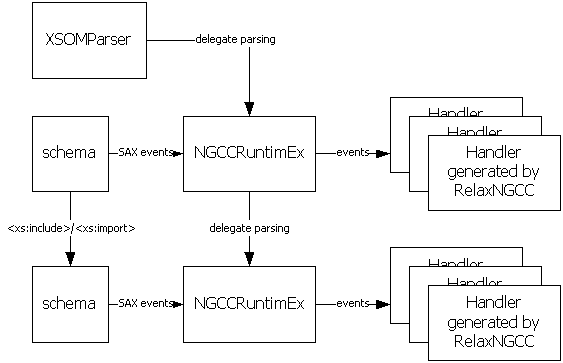 XSOMParser
delegate parsing
Handler
Handler
schema
SAX events
NGCCRuntimEx
events
Handler
generated by
RelaxNGCC
<xs:include>/<xs:import>
delegate parsing
Handler
Handler
schema
SAX events
NGCCRuntimEx
events
Handler
generated by
RelaxNGCC